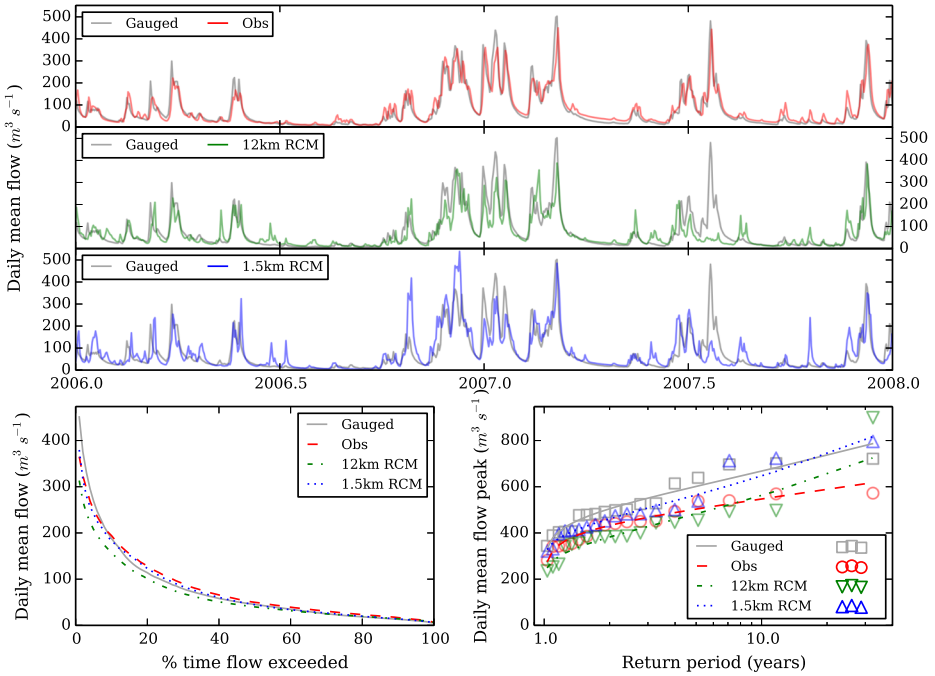 500
400
300
200
100
0
Gauged Obs
500
400
300
200
100
0
Gauged 12km RCM
500
400
300
200
100
0
Gauged 1.5km RCM
2006.0 2006.5 2007.0 2007.5 2008.0
Daily mean flow (m³ s⁻¹)
400
300
200
100
0
0 20 40 60 80 100
% time flow exceeded
Daily mean flow (m³ s⁻¹)
Gauged
Obs
12km RCM
1.5km RCM
800
600
400
200
0
1.0 10.0
Return period (years)
Daily mean flow peak (m³ s⁻¹)
Gauged
Obs
12km RCM
1.5km RCM